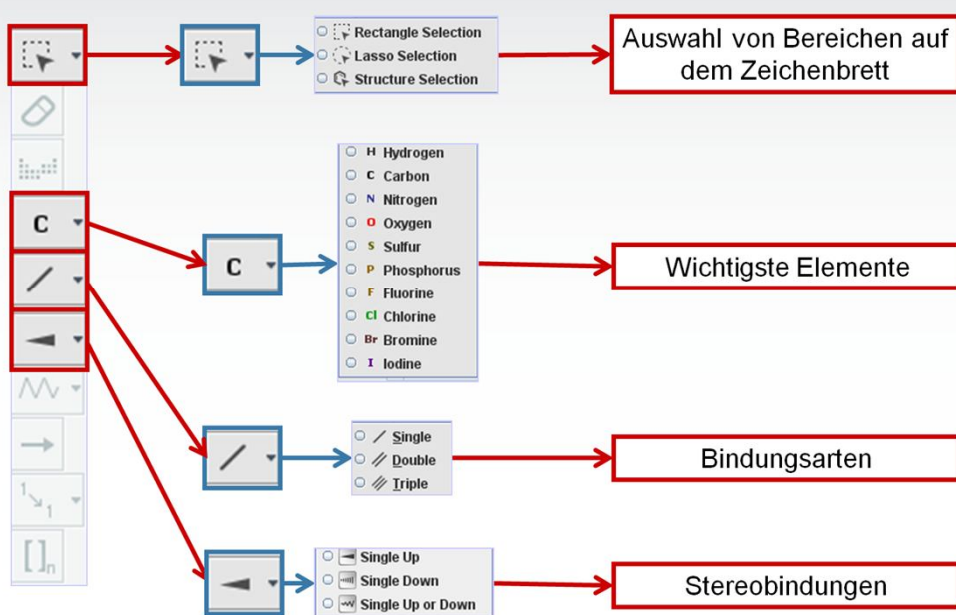 Rectangle Selection
Lasso Selection
Structure Selection
Auswahl von Bereichen auf
dem Zeichenbrett
C
C
H Hydrogen
C Carbon
N Nitrogen
O Oxygen
S Sulfur
P Phosphorus
F Fluorine
Cl Chlorine
Br Bromine
I Iodine
Wichtigste Elemente
Single
Double
Triple
Bindungsarten
1
1
[ ]n
Single Up
Single Down
Single Up or Down
Stereobindungen